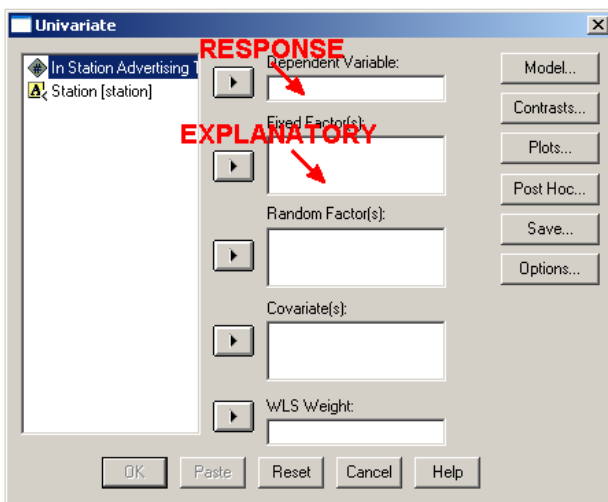 Univariate
RESPONSE
In Station Advertising T
Dependent Variable:
Model...
Station [station]
Contrasts...
Fixed Factor(s):
EXPLANATORY
Plots...
Post Hoc...
Random Factor(s):
Save...
Options...
Covariate(s):
WLS Weight:
OK
Paste
Reset
Cancel
Help